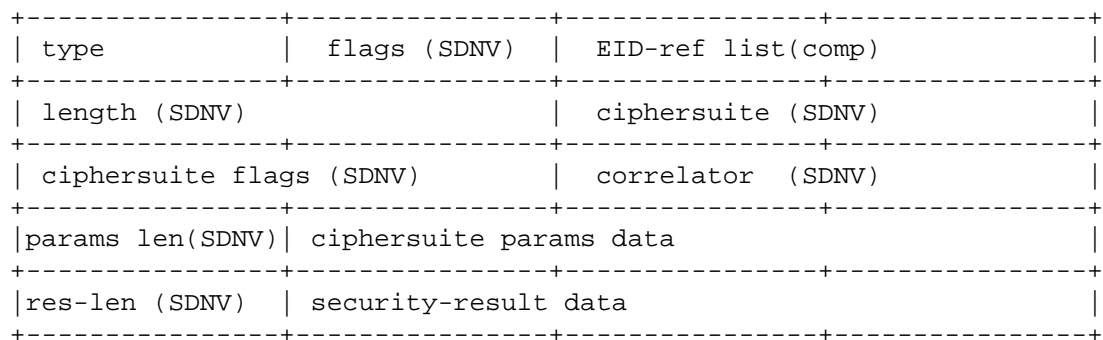 +----------------+----------------+----------------+----------------+
| type           |  flags (SDNV)  |  EID-ref list(comp)             |
+----------------+----------------+----------------+----------------+
| length (SDNV)                   |  ciphersuite (SDNV)             |
+----------------+----------------+----------------+----------------+
| ciphersuite flags (SDNV)        |  correlator  (SDNV)             |
+----------------+----------------+----------------+----------------+
|params len(SDNV)| ciphersuite params data                          |
+----------------+----------------+----------------+----------------+
|res-len (SDNV)  | security-result data                             |
+----------------+----------------+----------------+----------------+